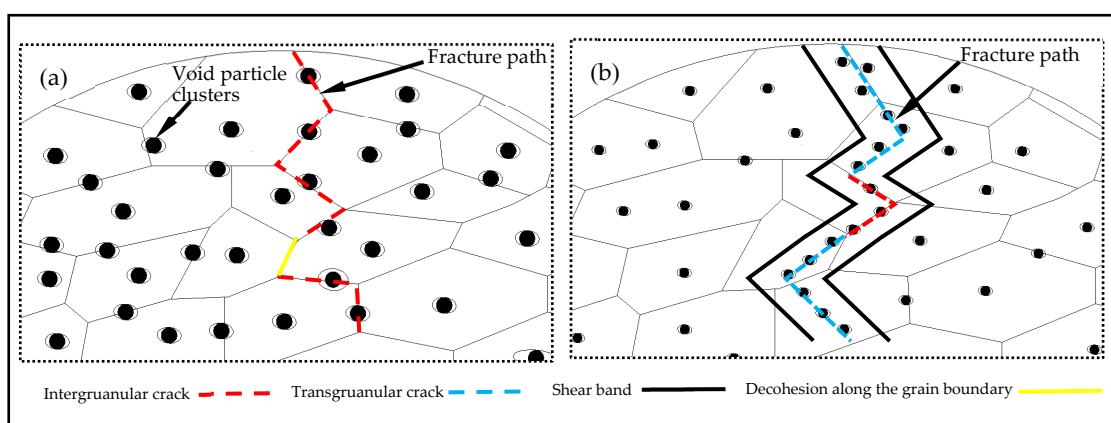 (a)
Void particle
clusters
Fracture path
(b)
Fracture path
Intergruanular crack
Transgruanular crack
Shear band
Decohesion along the grain boundary